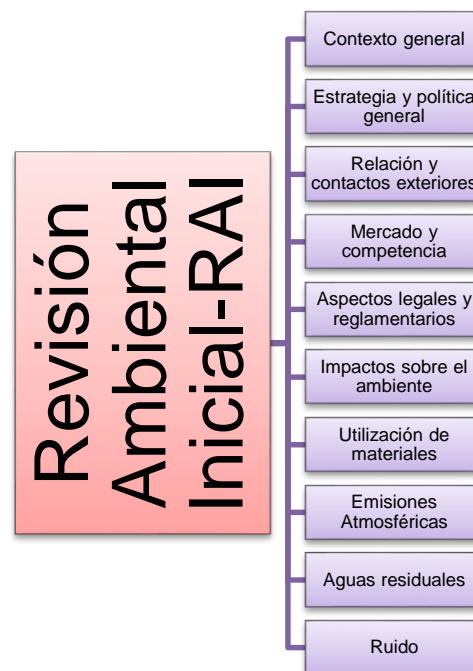 Revisión
Ambiental
Inicial-RAI
Contexto general
Estrategia y política
general
Relación y
contactos exteriores
Mercado y
competencia
Aspectos legales y
reglamentarios
Impactos sobre el
ambiente
Utilización de
materiales
Emisiones
Atmosféricas
Aguas residuales
Ruido